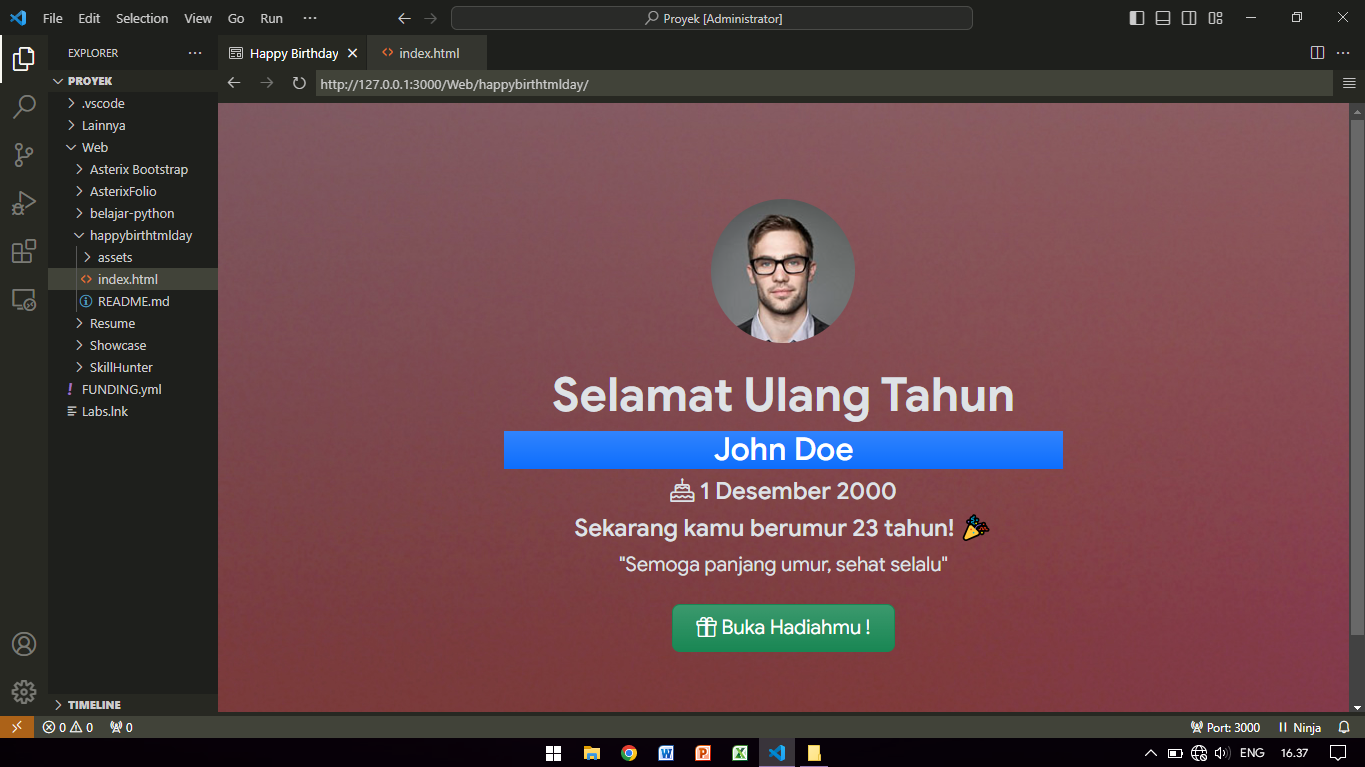 File Edit Selection View Go Run ···
Proyek [Administrator]
EXPLORER ···
Happy Birthday
index.html
PROYEK
http://127.0.0.1:3000/Web/happybirthtmlday/
.vscode
Lainnya
Web
Asterix Bootstrap
AsterixFolio
belajar-python
happybirthtmlday
assets
index.html
README.md
Resume
Showcase
SkillHunter
FUNDING.yml
Labs.lnk
TIMELINE
Selamat Ulang Tahun
John Doe
1 Desember 2000
Sekarang kamu berumur 23 tahun!
"Semoga panjang umur, sehat selalu"
Buka Hadiahmu !
0 0 0
Port: 3000
Ninja
ENG 16.37